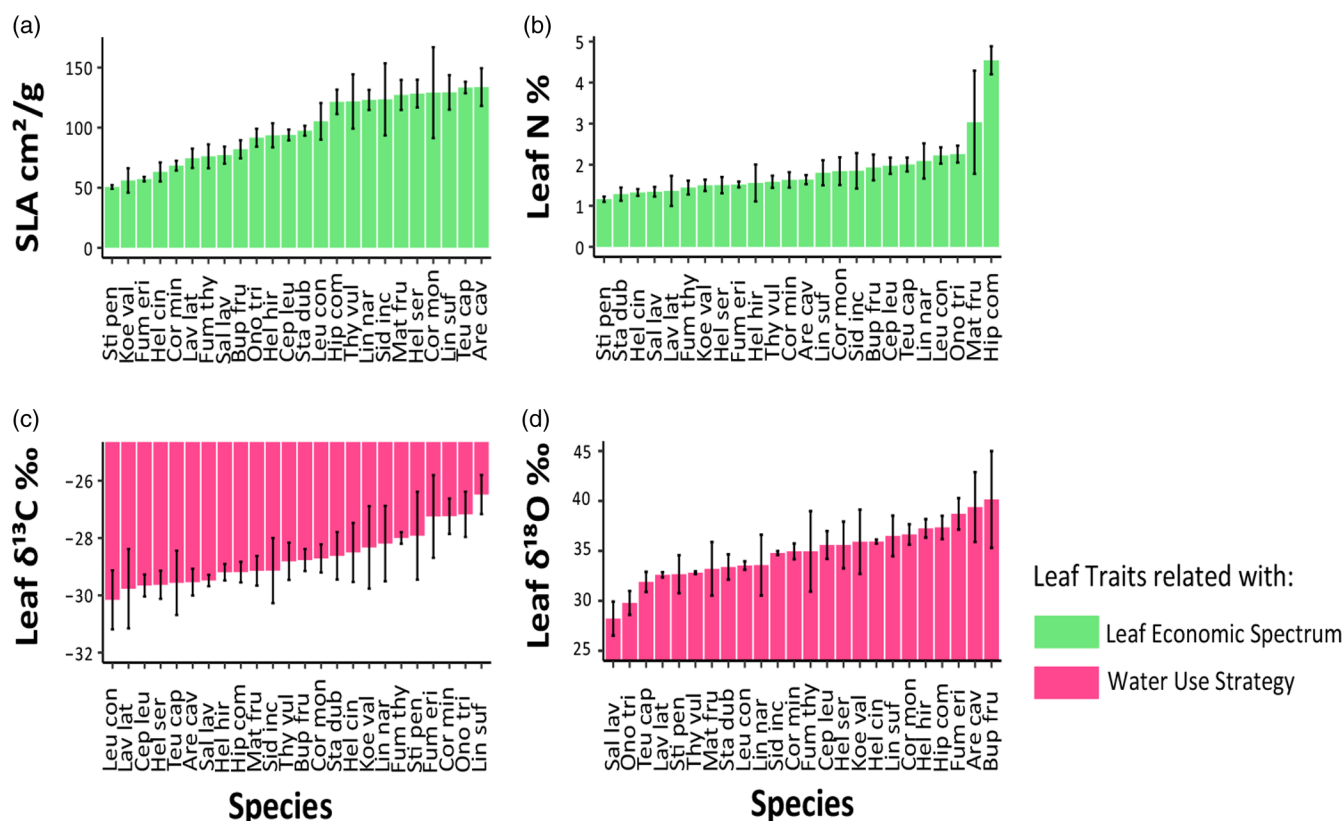 (a)
SLA cm²/g
150
100
50
0
Sti pen
Koe val
Fum eri
Hel cin
Cor min
Lav lat
Fum thy
Sal lav
Bup fru
Ono tri
Hel hir
Cep leu
Sta dub
Leu con
Hip com
Thy vul
Lin nar
Sid inc
Mat fru
Hel ser
Cor mon
Lin suf
Teu cap
Are cav
(b)
Leaf N %
5
4
3
2
1
0
Sti pen
Sta dub
Hel cin
Sal lav
Lav lat
Fum thy
Koe val
Hel ser
Fum eri
Hel hir
Thy vul
Cor min
Are cav
Lin suf
Cor mon
Sid inc
Bup fru
Cep leu
Teu cap
Lin nar
Leu con
Ono tri
Mat fru
Hip com
(c)
Leaf δ¹³C ‰
−26
−28
−30
−32
Leu con
Lav lat
Cep leu
Hel ser
Teu cap
Are cav
Sal lav
Hel hir
Hip com
Mat fru
Sid inc
Thy vul
Bup fru
Cor mon
Sta dub
Hel cin
Koe val
Lin nar
Fum thy
Sti pen
Fum eri
Cor min
Ono tri
Lin suf
Species
(d)
Leaf δ¹⁸O ‰
45
40
35
30
25
Sal lav
Ono tri
Teu cap
Lav lat
Sti pen
Thy vul
Mat fru
Sta dub
Leu con
Lin nar
Sid inc
Cor min
Fum thy
Cep leu
Hel ser
Koe val
Hel cin
Lin suf
Cor mon
Hel hir
Hip com
Fum eri
Are cav
Bup fru
Species
Leaf Traits related with:
Leaf Economic Spectrum
Water Use Strategy